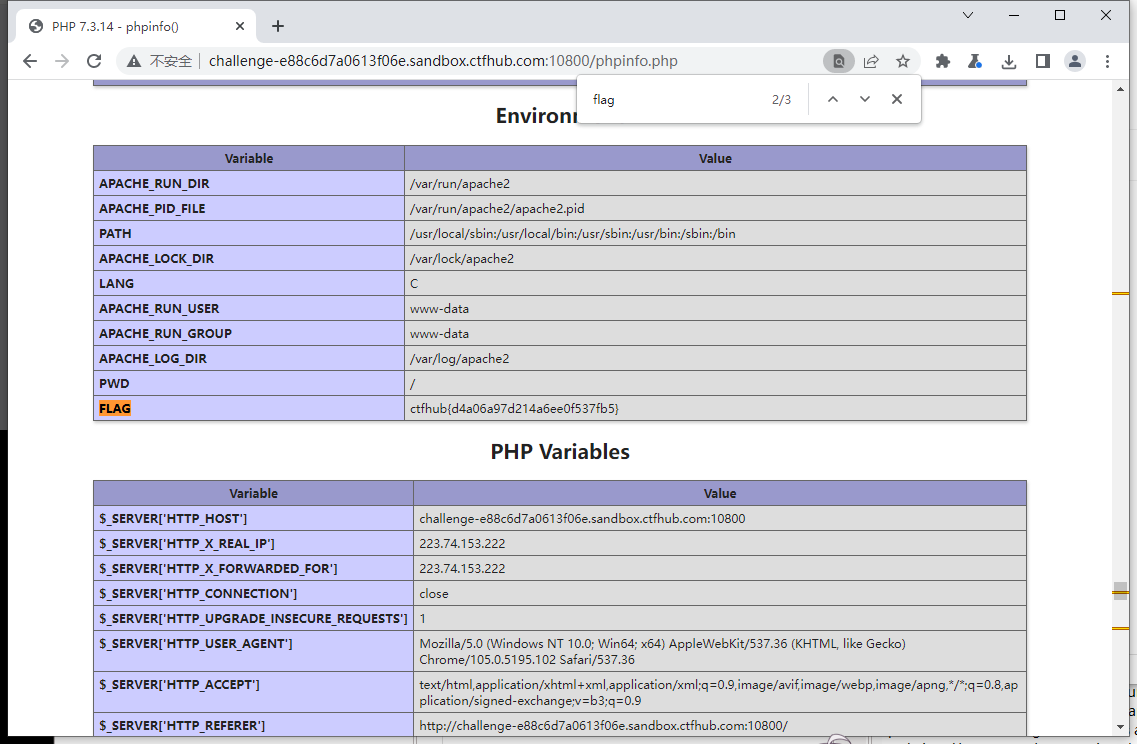 PHP 7.3.14 - phpinfo()
不安全 challenge-e88c6d7a0613f06e.sandbox.ctfhub.com:10800/phpinfo.php
flag 2/3
Variable Value
APACHE_RUN_DIR /var/run/apache2
APACHE_PID_FILE /var/run/apache2/apache2.pid
PATH /usr/local/sbin:/usr/local/bin:/usr/sbin:/usr/bin:/sbin:/bin
APACHE_LOCK_DIR /var/lock/apache2
LANG C
APACHE_RUN_USER www-data
APACHE_RUN_GROUP www-data
APACHE_LOG_DIR /var/log/apache2
PWD /
FLAG ctfhub{d4a06a97d214a6ee0f537fb5}
PHP Variables
Variable Value
$_SERVER['HTTP_HOST'] challenge-e88c6d7a0613f06e.sandbox.ctfhub.com:10800
$_SERVER['HTTP_X_REAL_IP'] 223.74.153.222
$_SERVER['HTTP_X_FORWARDED_FOR'] 223.74.153.222
$_SERVER['HTTP_CONNECTION'] close
$_SERVER['HTTP_UPGRADE_INSECURE_REQUESTS'] 1
$_SERVER['HTTP_USER_AGENT'] Mozilla/5.0 (Windows NT 10.0; Win64; x64) AppleWebKit/537.36 (KHTML, like Gecko)
Chrome/105.0.5195.102 Safari/537.36
$_SERVER['HTTP_ACCEPT'] text/html,application/xhtml+xml,application/xml;q=0.9,image/avif,image/webp,image/apng,*/*;q=0.8,ap
plication/signed-exchange;v=b3;q=0.9
$_SERVER['HTTP_REFERER'] http://challenge-e88c6d7a0613f06e.sandbox.ctfhub.com:10800/